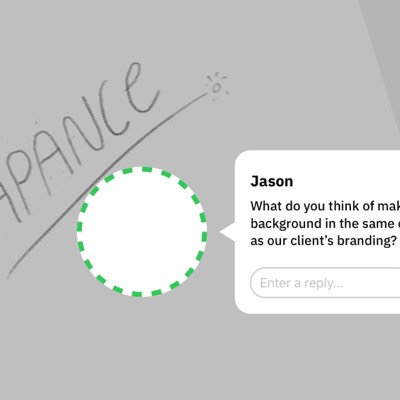 APANCE
Jason
What do you think of mak
background in the same
as our client's branding?
Enter a reply...